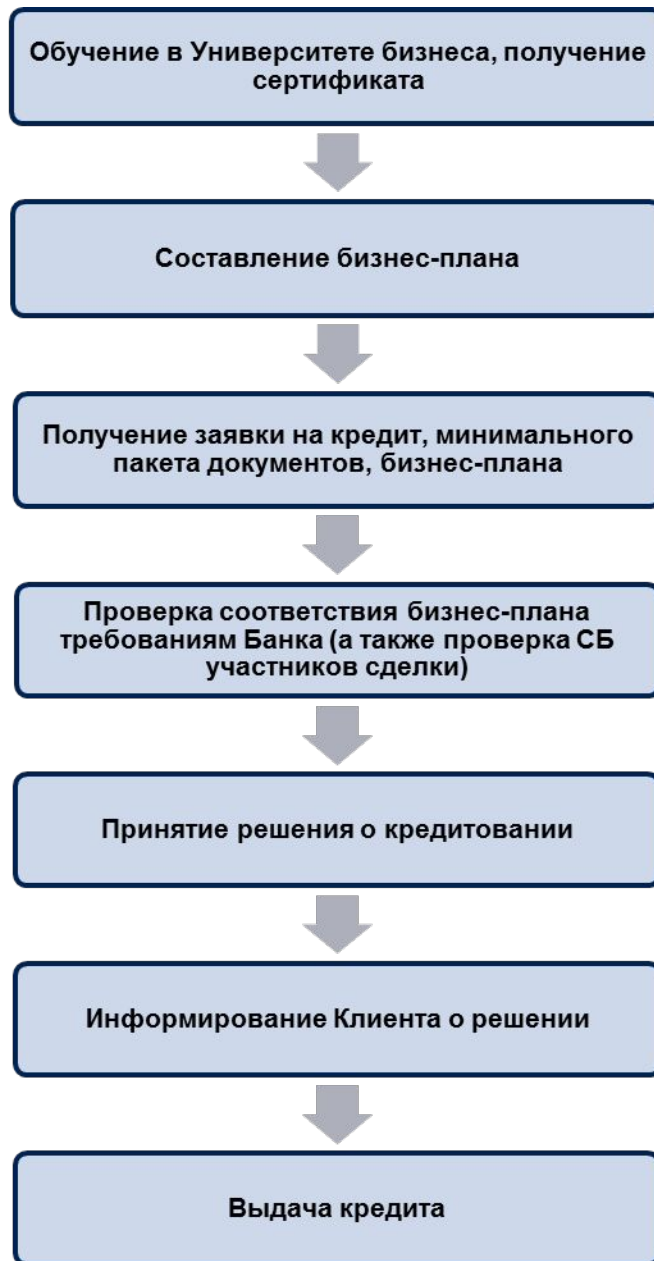 Обучение в Университете бизнеса, получение
сертификата
Составление бизнес-плана
Получение заявки на кредит, минимального
пакета документов, бизнес-плана
Проверка соответствия бизнес-плана
требованиям Банка (а также проверка СБ
участников сделки)
Принятие решения о кредитовании
Информирование Клиента о решении
Выдача кредита